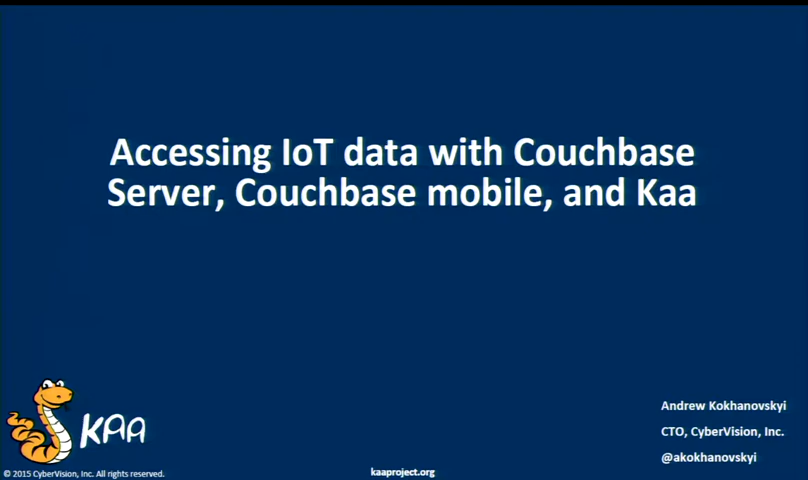 Accessing IoT data with Couchbase
Server, Couchbase mobile, and Kaa
KAA
Andrew Kokhanovskyi
CTO, CyberVision, Inc.
@akokhanovskyi
© 2015 CyberVision, Inc. All rights reserved.
kaaproject.org